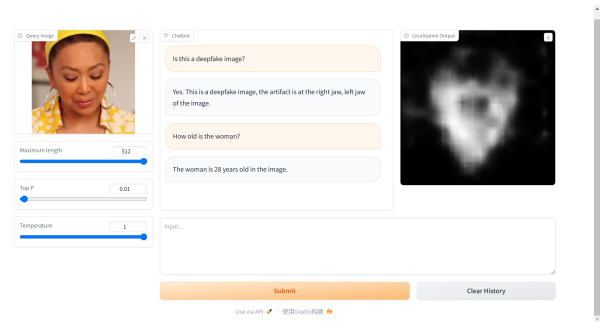 Query Image
Maximum length
512
Top P
0.01
Temperature
1
Chatbot
Is this a deepfake image?
Yes. This is a deepfake image, the artifact is at the right jaw, left jaw
of the image.
How old is the woman?
The woman is 28 years old in the image.
Localization Output
Input...
Submit
Clear History
Use via API 🚀 · 使用Gradio构建